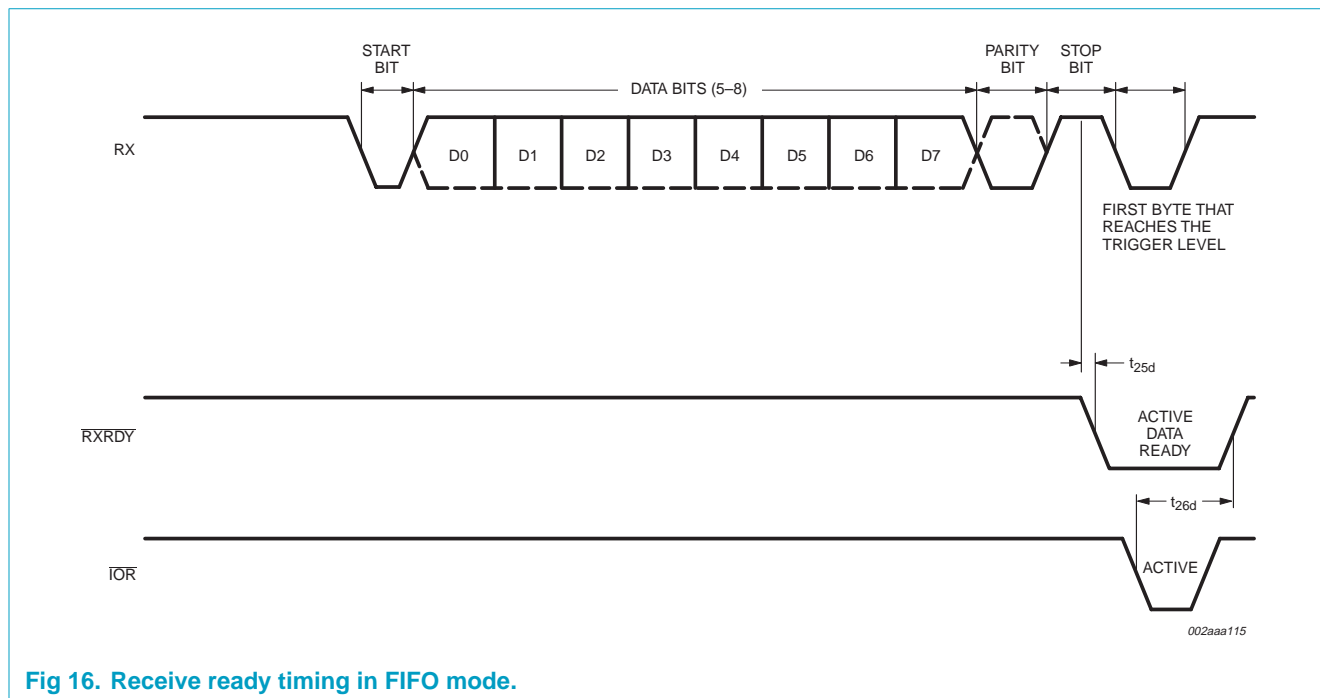 START
BIT
DATA BITS (5–8)
PARITY
BIT
STOP
BIT
RX
D0
D1
D2
D3
D4
D5
D6
D7
FIRST BYTE THAT
REACHES THE
TRIGGER LEVEL
t25d
RXRDY
ACTIVE
DATA
READY
t26d
IOR
ACTIVE
002aaa115
Fig 16. Receive ready timing in FIFO mode.